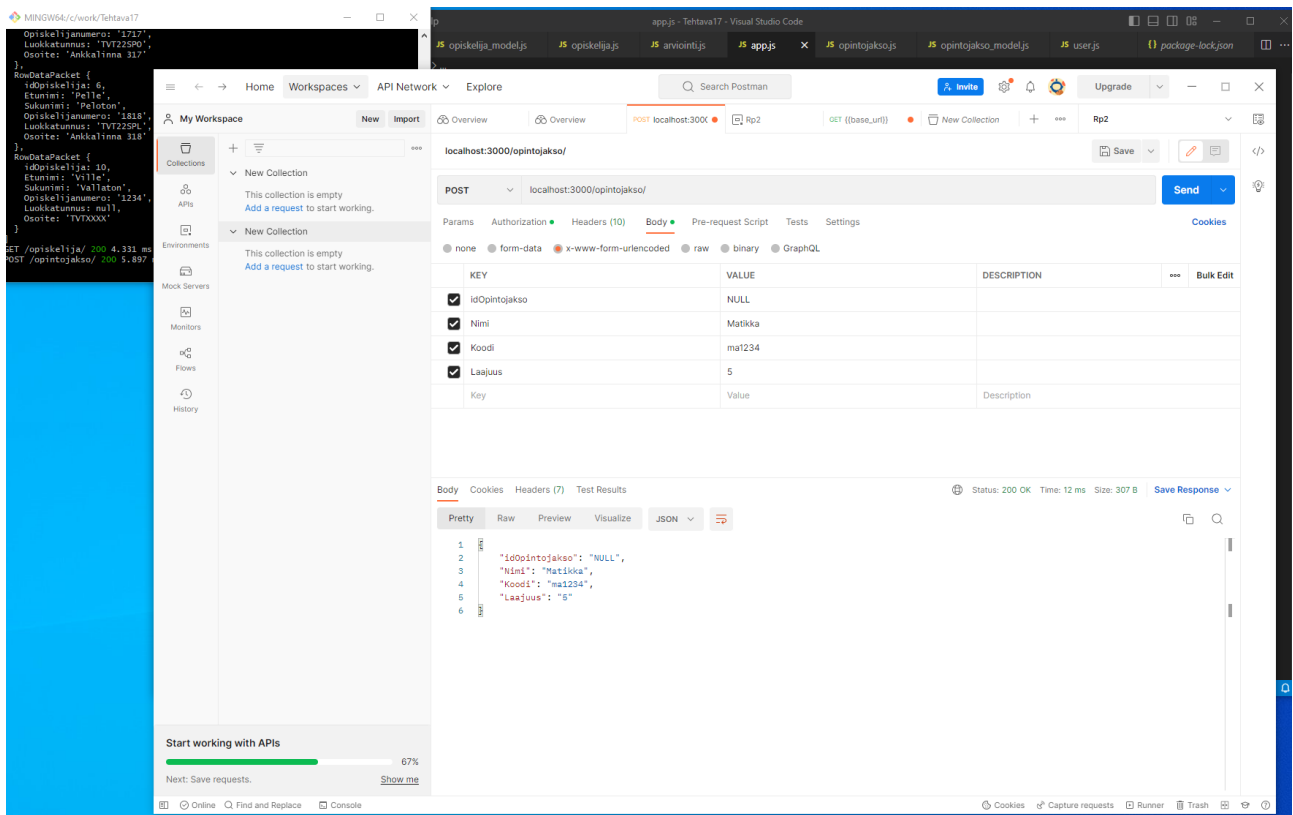 MINGW64:/c/work/Tehtava17
Opiskelijanumero: '1717',
Luokkatunnus: 'TVT22SPO',
Osoite: 'Ankkalinna 317'
},
RowDataPacket {
idOpiskelija: 6,
Etunimi: 'Pelle',
Sukunimi: 'Peloton',
Opiskelijanumero: '1818',
Luokkatunnus: 'TVT22SPL',
Osoite: 'Ankkalinna 318'
},
RowDataPacket {
idOpiskelija: 10,
Etunimi: 'Ville',
Sukunimi: 'Vallaton',
Opiskelijanumero: '1234',
Luokkatunnus: null,
Osoite: 'TVTXXXX'
}
]
GET /opiskelija/ 200 4.331 ms
POST /opintojakso/ 200 5.897
app.js - Tehtava17 - Visual Studio Code
JS opiskelija_model.js JS opiskelija.js JS arviointi.js JS app.js JS opintojakso.js JS opintojakso_model.js JS user.js {} package-lock.json
Home Workspaces API Network Explore Search Postman Invite Upgrade
My Workspace New Import Overview Overview POST localhost:300( Rp2 GET {{base_url}} New Collection Rp2
Collections
APIs
Environments
Mock Servers
Monitors
Flows
History
New Collection
This collection is empty
Add a request to start working.
New Collection
This collection is empty
Add a request to start working.
localhost:3000/opintojakso/ Save
POST localhost:3000/opintojakso/ Send
Params Authorization Headers (10) Body Pre-request Script Tests Settings Cookies
none form-data x-www-form-urlencoded raw binary GraphQL
KEY VALUE DESCRIPTION Bulk Edit
idOpintojakso NULL
Nimi Matikka
Koodi ma1234
Laajuus 5
Key Value Description
Body Cookies Headers (7) Test Results Status: 200 OK Time: 12 ms Size: 307 B Save Response
Pretty Raw Preview Visualize JSON
1 {
2 "idOpintojakso": "NULL",
3 "Nimi": "Matikka",
4 "Koodi": "ma1234",
5 "Laajuus": "5"
6 }
Start working with APIs
67%
Next: Save requests. Show me
Online Find and Replace Console Cookies Capture requests Runner Trash